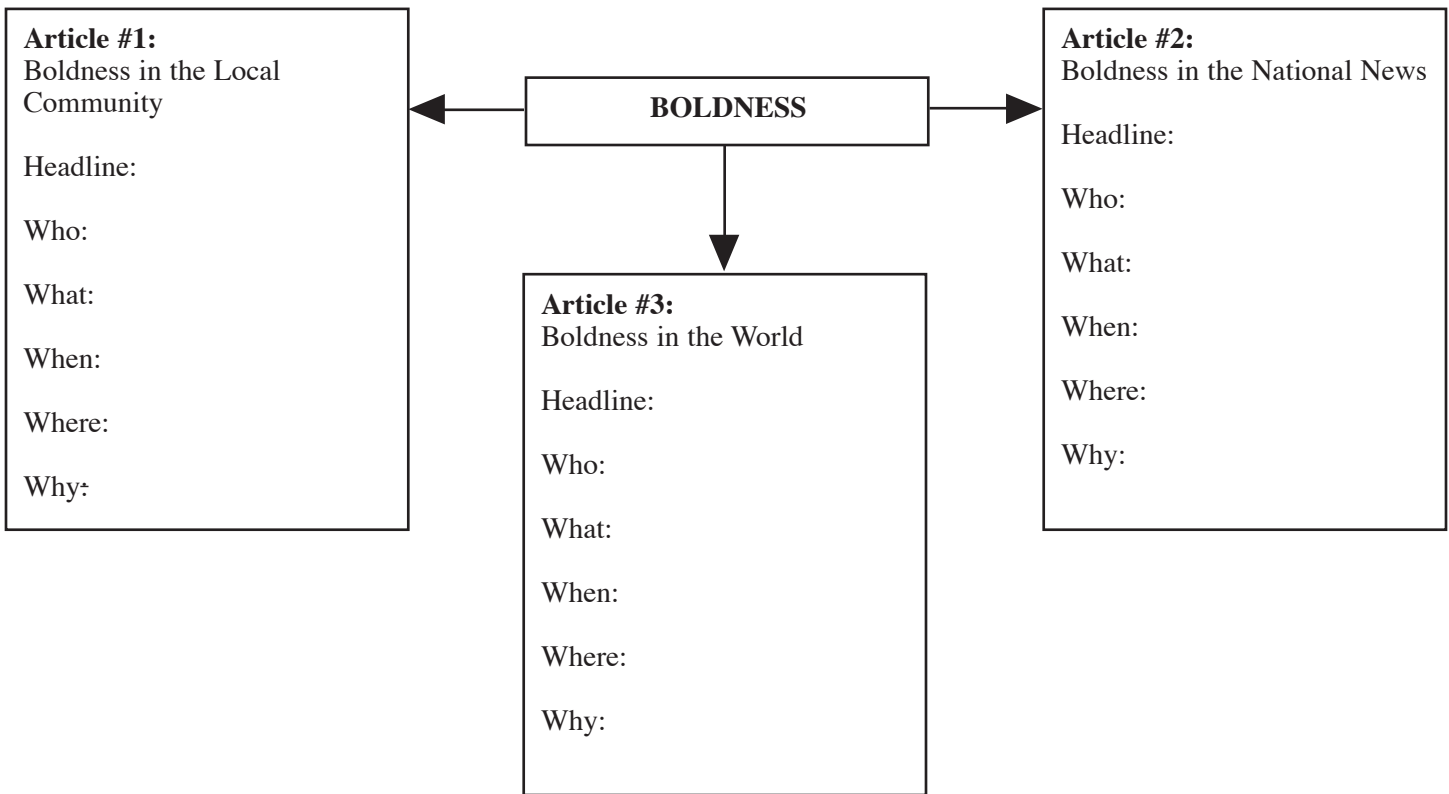 Article #1:
Boldness in the Local
Community
Headline:
Who:
What:
When:
Where:
Why:
BOLDNESS
Article #2:
Boldness in the National News
Headline:
Who:
What:
When:
Where:
Why:
Article #3:
Boldness in the World
Headline:
Who:
What:
When:
Where:
Why: